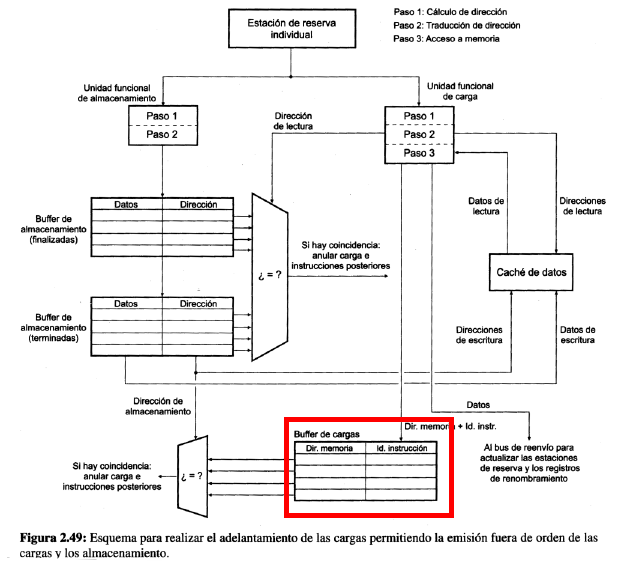 Estación de reserva
individual
Paso 1: Cálculo de dirección
Paso 2: Traducción de dirección
Paso 3: Acceso a memoria
Unidad funcional
de almacenamiento
Paso 1
Paso 2
Unidad funcional
de carga
Paso 1
Paso 2
Paso 3
Dirección
de lectura
Datos de
lectura
Direcciones
de lectura
Buffer de
almacenamiento
(finalizadas)
Datos
Dirección
¿ = ?
Si hay coincidencia:
anular carga e
instrucciones posteriores
Caché de datos
Buffer de
almacenamiento
(terminadas)
Datos
Dirección
Direcciones
de escritura
Datos de
escritura
Dirección de
almacenamiento
Datos
Dir. memoria + Id. instr.
Al bus de reenvío para
actualizar las estaciones
de reserva y los registros
de renombramiento
Buffer de cargas
Dir. memoria
Id. instrucción
Si hay coincidencia:
anular carga e
instrucciones posteriores
¿ = ?
Figura 2.49: Esquema para realizar el adelantamiento de las cargas permitiendo la emisión fuera de orden de las
cargas y los almacenamiento.